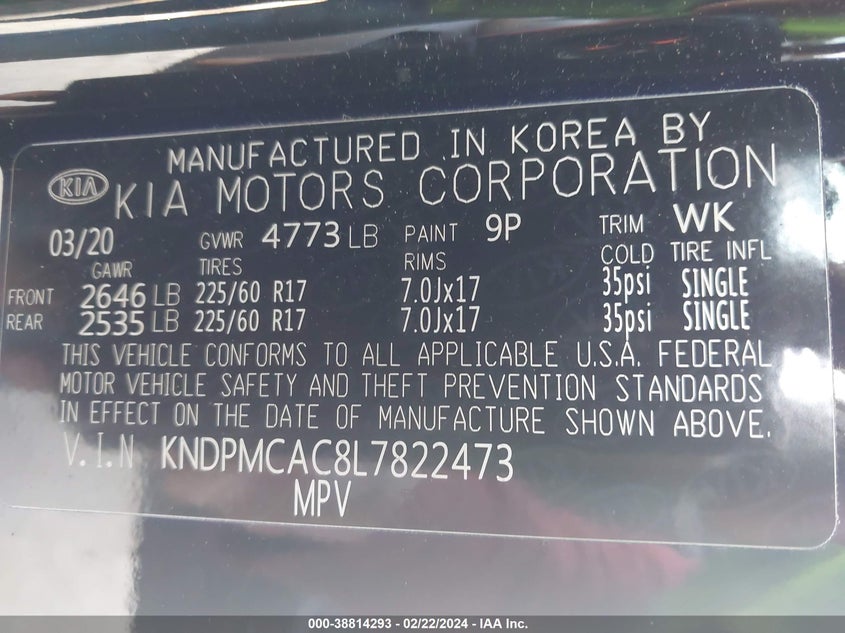 MANUFACTURED IN KOREA BY
KIA KIA MOTORS CORPORATION
03/20 GVWR 4773 LB PAINT 9P TRIM WK
GAWR TIRES RIMS COLD TIRE INFL
FRONT 2646 LB 225/60 R17 7.0Jx17 35psi SINGLE
REAR 2535 LB 225/60 R17 7.0Jx17 35psi SINGLE
THIS VEHICLE CONFORMS TO ALL APPLICABLE U.S.A. FEDERAL
MOTOR VEHICLE SAFETY AND THEFT PREVENTION STANDARDS
IN EFFECT ON THE DATE OF MANUFACTURE SHOWN ABOVE.
V.I.N KNDPMCAC8L7822473
MPV
000-38814293 - 02/22/2024 - IAA Inc.